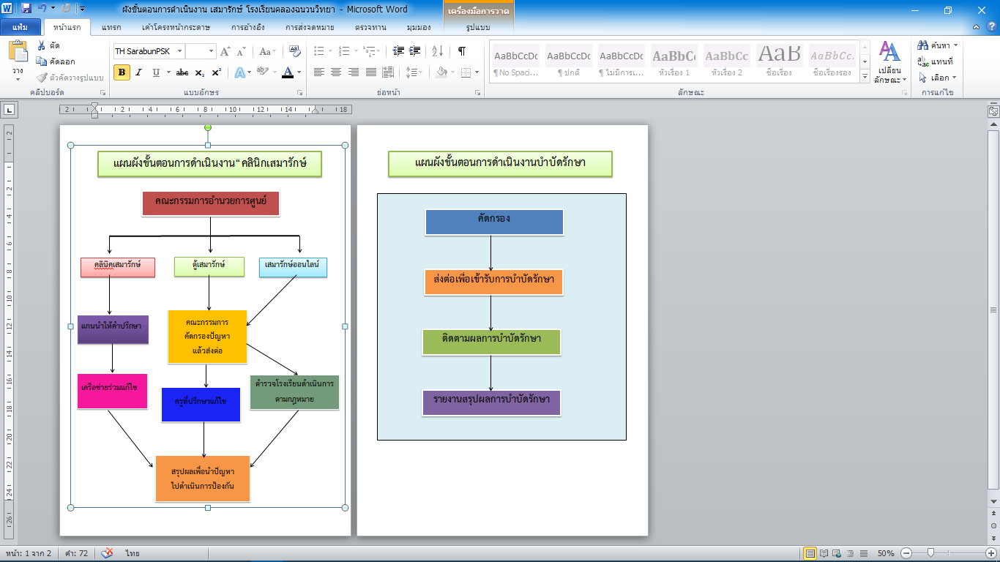 ผังขั้นตอนการดำเนินงาน เสมารักษ์ โรงเรียนคลองฉนวนวิทยา - Microsoft Word
เครื่องมือการวาด
แฟ้ม
หน้าแรก
แทรก
เค้าโครงหน้ากระดาษ
การอ้างอิง
การส่งจดหมาย
ตรวจทาน
มุมมอง
รูปแบบ
วาง
ตัด
คัดลอก
ตัวคัดวางรูปแบบ
คลิปบอร์ด
TH SarabunPSK
แบบอักษร
ย่อหน้า
AaBbCcDc
¶ No Spaci...
AaBbCcDc
¶ ปกติ
AaBbCcDc
¶ ไม่มีการเ...
AaBbCc
หัวเรื่อง 1
AaBbCc
หัวเรื่อง 2
AaB
ชื่อเรื่อง
AaBbCc.
ชื่อเรื่องรอง
ลักษณะ
เปลี่ยน
ลักษณะ
ค้นหา
แทนที่
เลือก
การแก้ไข
2 2 4 6 8 10 12 14 18
แผนผังขั้นตอนการดำเนินงาน“คลินิกเสมารักษ์
คณะกรรมการอำนวยการศูนย์
คลินิคเสมารักษ์
ตู้เสมารักษ์
เสมารักษ์ออนไลน์
แกนนำให้คำปรึกษา
คณะกรรมการ
คัดกรองปัญหา
แล้วส่งต่อ
เครือข่ายร่วมแก้ไข
ครูที่ปรึกษาแก้ไข
ตำรวจโรงเรียนดำเนินการ
ตามกฎหมาย
สรุปผลเพื่อนำปัญหา
ไปดำเนินการป้องกัน
แผนผังขั้นตอนการดำเนินงานบำบัดรักษา
คัดกรอง
ส่งต่อเพื่อเข้ารับการบำบัดรักษา
ติดตามผลการบำบัดรักษา
รายงานสรุปผลการบำบัดรักษา
หน้า: 1 จาก 2
คำ: 72
ไทย
50%